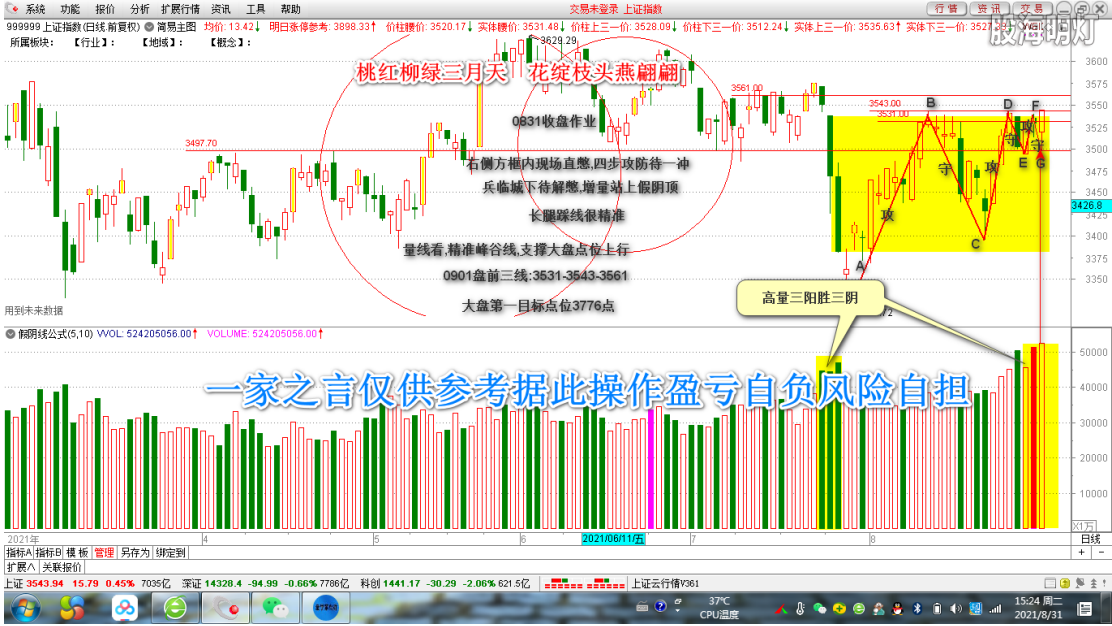 系统 功能 报价 分析 扩展行情 资讯 工具 帮助 交易未登录 上证指数 行情 资讯 交易
999999 上证指数(日线.前复权) 简易主图 均价: 13.42↓ 明日涨停参考: 3898.33↑ 价柱腰价: 3520.17↓ 实体腰价: 3531.48↓ 价柱上三一价: 3528.09↓ 价柱下三一价: 3512.24↓ 实体上三一价: 3535.63↑ 实体下三一价:
股海明灯
所属板块: 【行业】: 【地域】: 【概念】:
3629.29
桃红柳绿三月天 花绽枝头燕翩翩
3561.00
3543.00
3531.00
0831收盘作业
3497.70
右侧方框内现场直憋,四步攻防待一冲
兵临城下待解憋,增量站上假阴顶
长腿踩线很精准
量线看,精准峰谷线,支撑大盘点位上行
0901盘前三线:3531-3543-3561
大盘第一目标点位3776点
A
攻
B
守
C
攻
D
守
E
攻
F
守
G
3600
3575
3550
3525
3500
3475
3450
3426.8
3425
3400
3375
3350
高量三阳胜三阴
用到未来数据
假阴线公式(5,10) VVOL: 524205056.00↑ VOLUME: 524205056.00↑
一家之言仅供参考据此操作盈亏自负风险自担
50000
40000
30000
20000
10000
X1万
2021年 4 5 6 2021/06/11/五 7 8 日线
指标A 指标B 模板 管理 另存为 绑定到 + -
扩展∧ 关联报价
上证 3543.94 15.79 0.45% 7035亿 深证 14328.4 -94.99 -0.66% 7786亿 科创 1441.17 -30.29 -2.06% 621.5亿 上证云行情V361
37℃
CPU温度
15:24 周二
2021/8/31